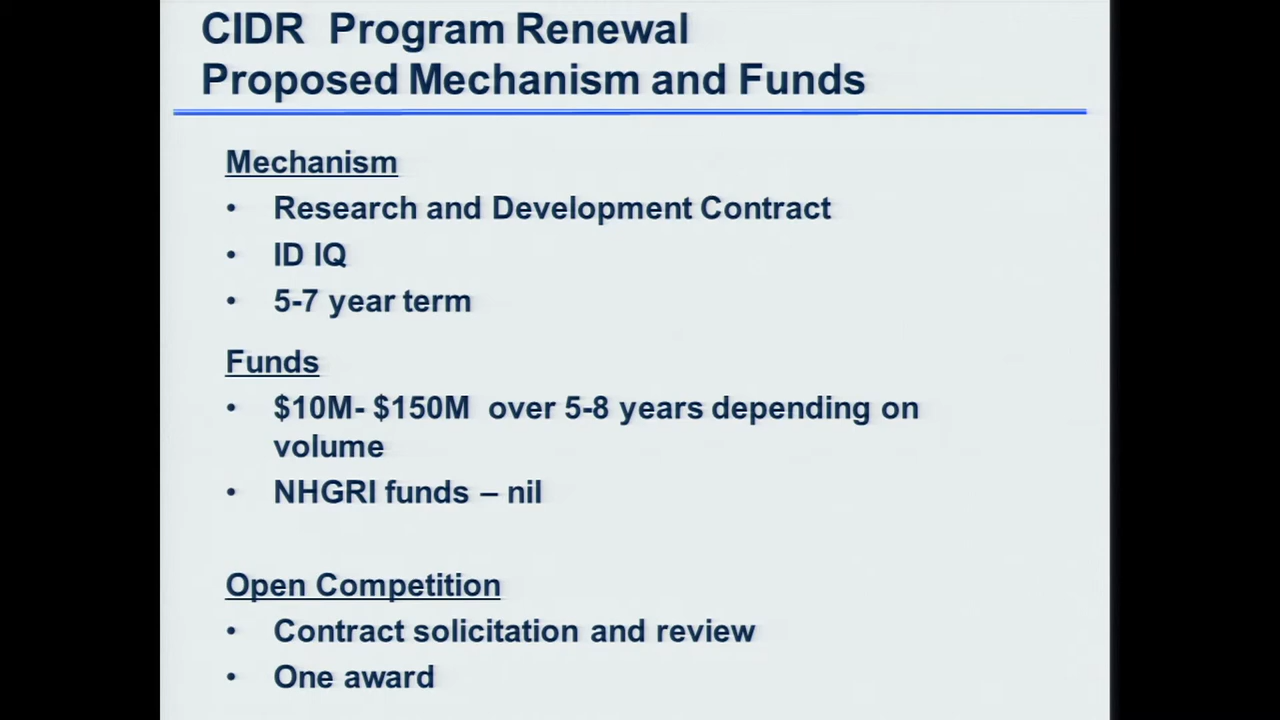 CIDR Program Renewal
Proposed Mechanism and Funds
Mechanism
• Research and Development Contract
• ID IQ
• 5-7 year term
Funds
• $10M- $150M over 5-8 years depending on
volume
• NHGRI funds – nil
Open Competition
• Contract solicitation and review
• One award